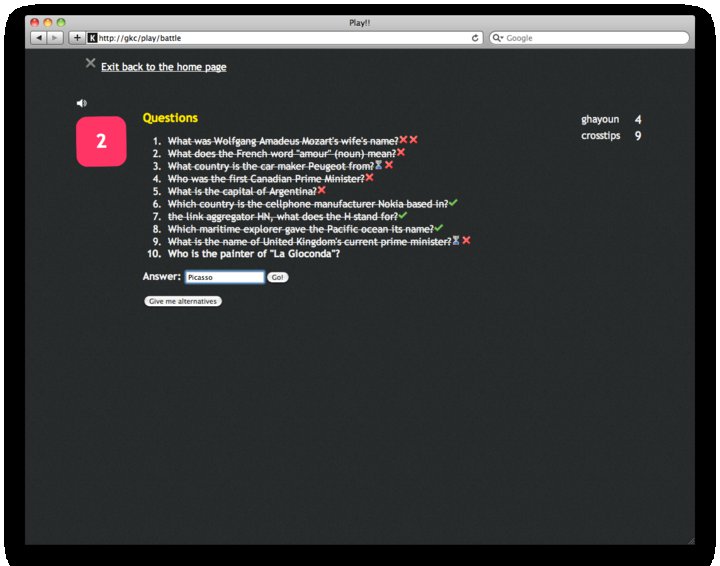 Play!!
K http://gkc/play/battle
Google
Exit back to the home page
2
Questions
ghayoun 4
crosstips 9
1. What was Wolfgang Amadeus Mozart's wife's name?
2. What does the French word "amour" (noun) mean?
3. What country is the car maker Peugeot from?
4. Who was the first Canadian Prime Minister?
5. What is the capital of Argentina?
6. Which country is the cellphone manufacturer Nokia based in?
7. the link aggregator HN, what does the H stand for?
8. Which maritime explorer gave the Pacific ocean its name?
9. What is the name of United Kingdom's current prime minister?
10. Who is the painter of "La Gioconda"?
Answer: Picasso Go!
Give me alternatives